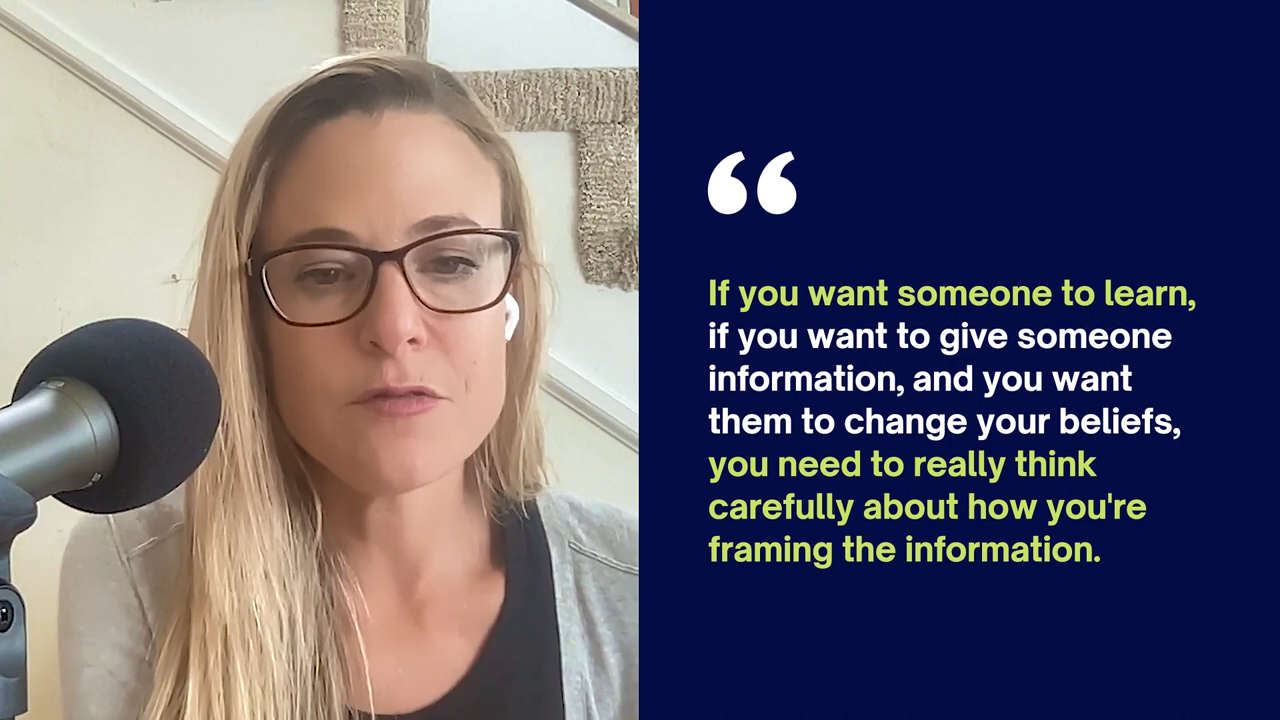 “
If you want someone to learn,
if you want to give someone
information, and you want
them to change your beliefs,
you need to really think
carefully about how you're
framing the information.